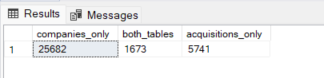 Results Messages
companies_only both_tables acquisitions_only
1 25682 1673 5741